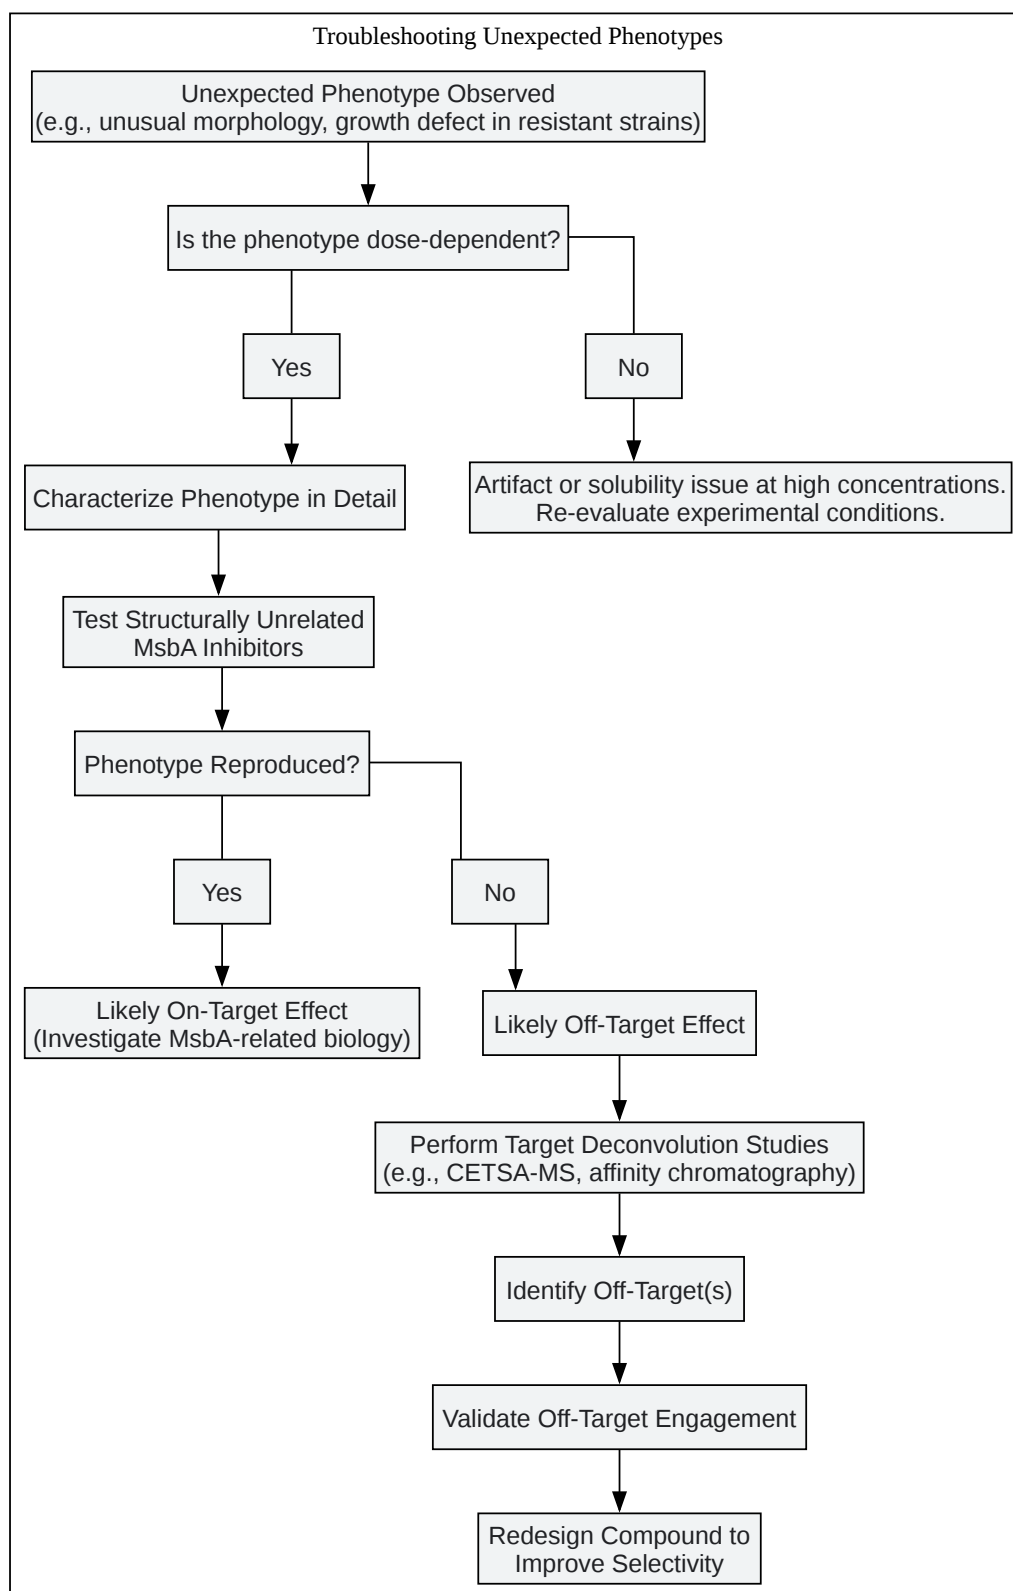 Troubleshooting Unexpected Phenotypes
Unexpected Phenotype Observed
(e.g., unusual morphology, growth defect in resistant strains)
Is the phenotype dose-dependent?
Yes
No
Characterize Phenotype in Detail
Artifact or solubility issue at high concentrations.
Re-evaluate experimental conditions.
Test Structurally Unrelated
MsbA Inhibitors
Phenotype Reproduced?
Yes
No
Likely On-Target Effect
(Investigate MsbA-related biology)
Likely Off-Target Effect
Perform Target Deconvolution Studies
(e.g., CETSA-MS, affinity chromatography)
Identify Off-Target(s)
Validate Off-Target Engagement
Redesign Compound to
Improve Selectivity